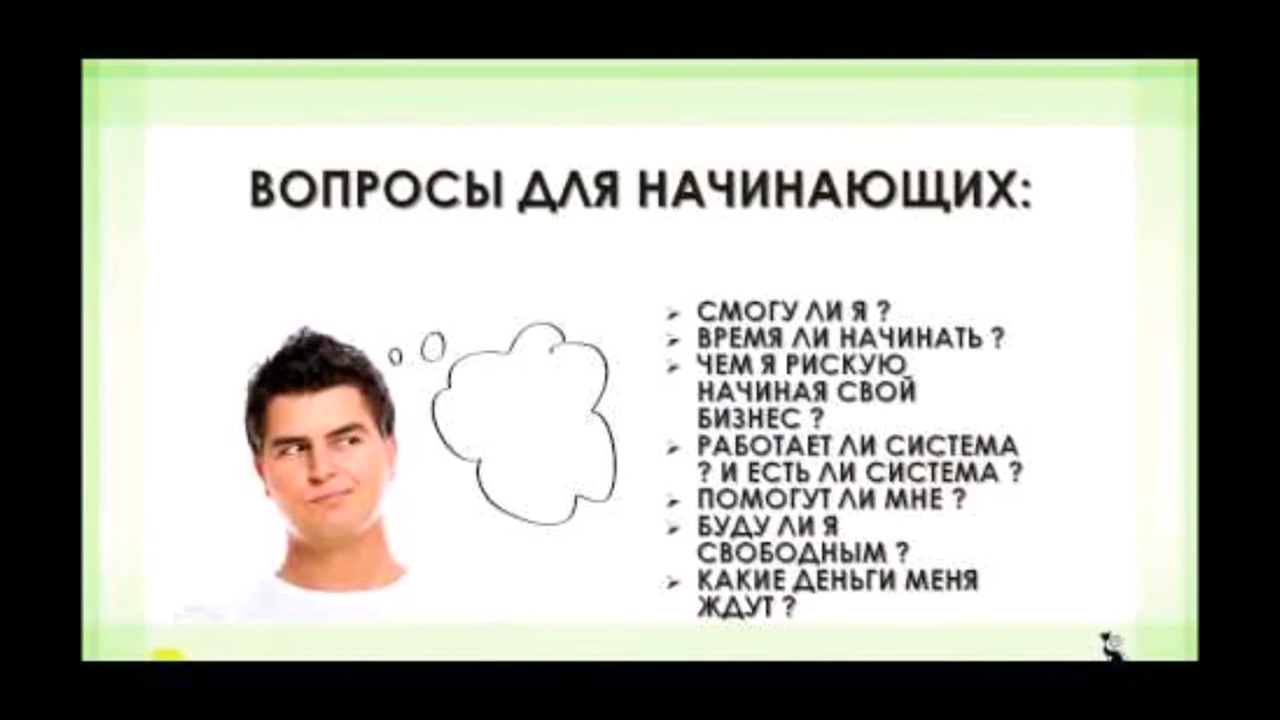 ВОПРОСЫ ДЛЯ НАЧИНАЮЩИХ:
СМОГУ ЛИ Я ?
ВРЕМЯ ЛИ НАЧИНАТЬ ?
ЧЕМ Я РИСКУЮ
НАЧИНАЯ СВОЙ
БИЗНЕС ?
РАБОТАЕТ ЛИ СИСТЕМА
? И ЕСТЬ ЛИ СИСТЕМА ?
ПОМОГУТ ЛИ МНЕ ?
БУДУ ЛИ Я
СВОБОДНЫМ ?
КАКИЕ ДЕНЬГИ МЕНЯ
ЖДУТ ?